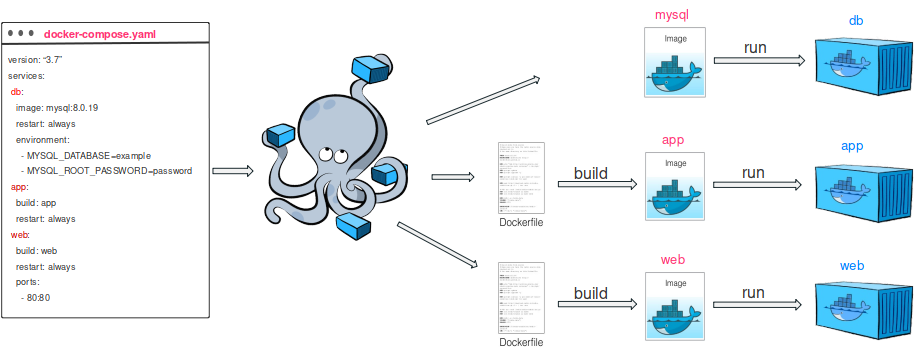 docker-compose.yaml
version: “3.7”
services:
db:
image: mysql:8.0.19
restart: always
environment:
- MYSQL_DATABASE=example
- MYSQL_ROOT_PASSWORD=password
app:
build: app
restart: always
web:
build: web
restart: always
ports:
- 80:80
mysql
Image
run
db
Dockerfile
build
app
Image
run
app
Dockerfile
build
web
Image
run
web